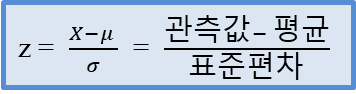 z = (X−μ)/σ = (관측값 − 평균)/표준편차